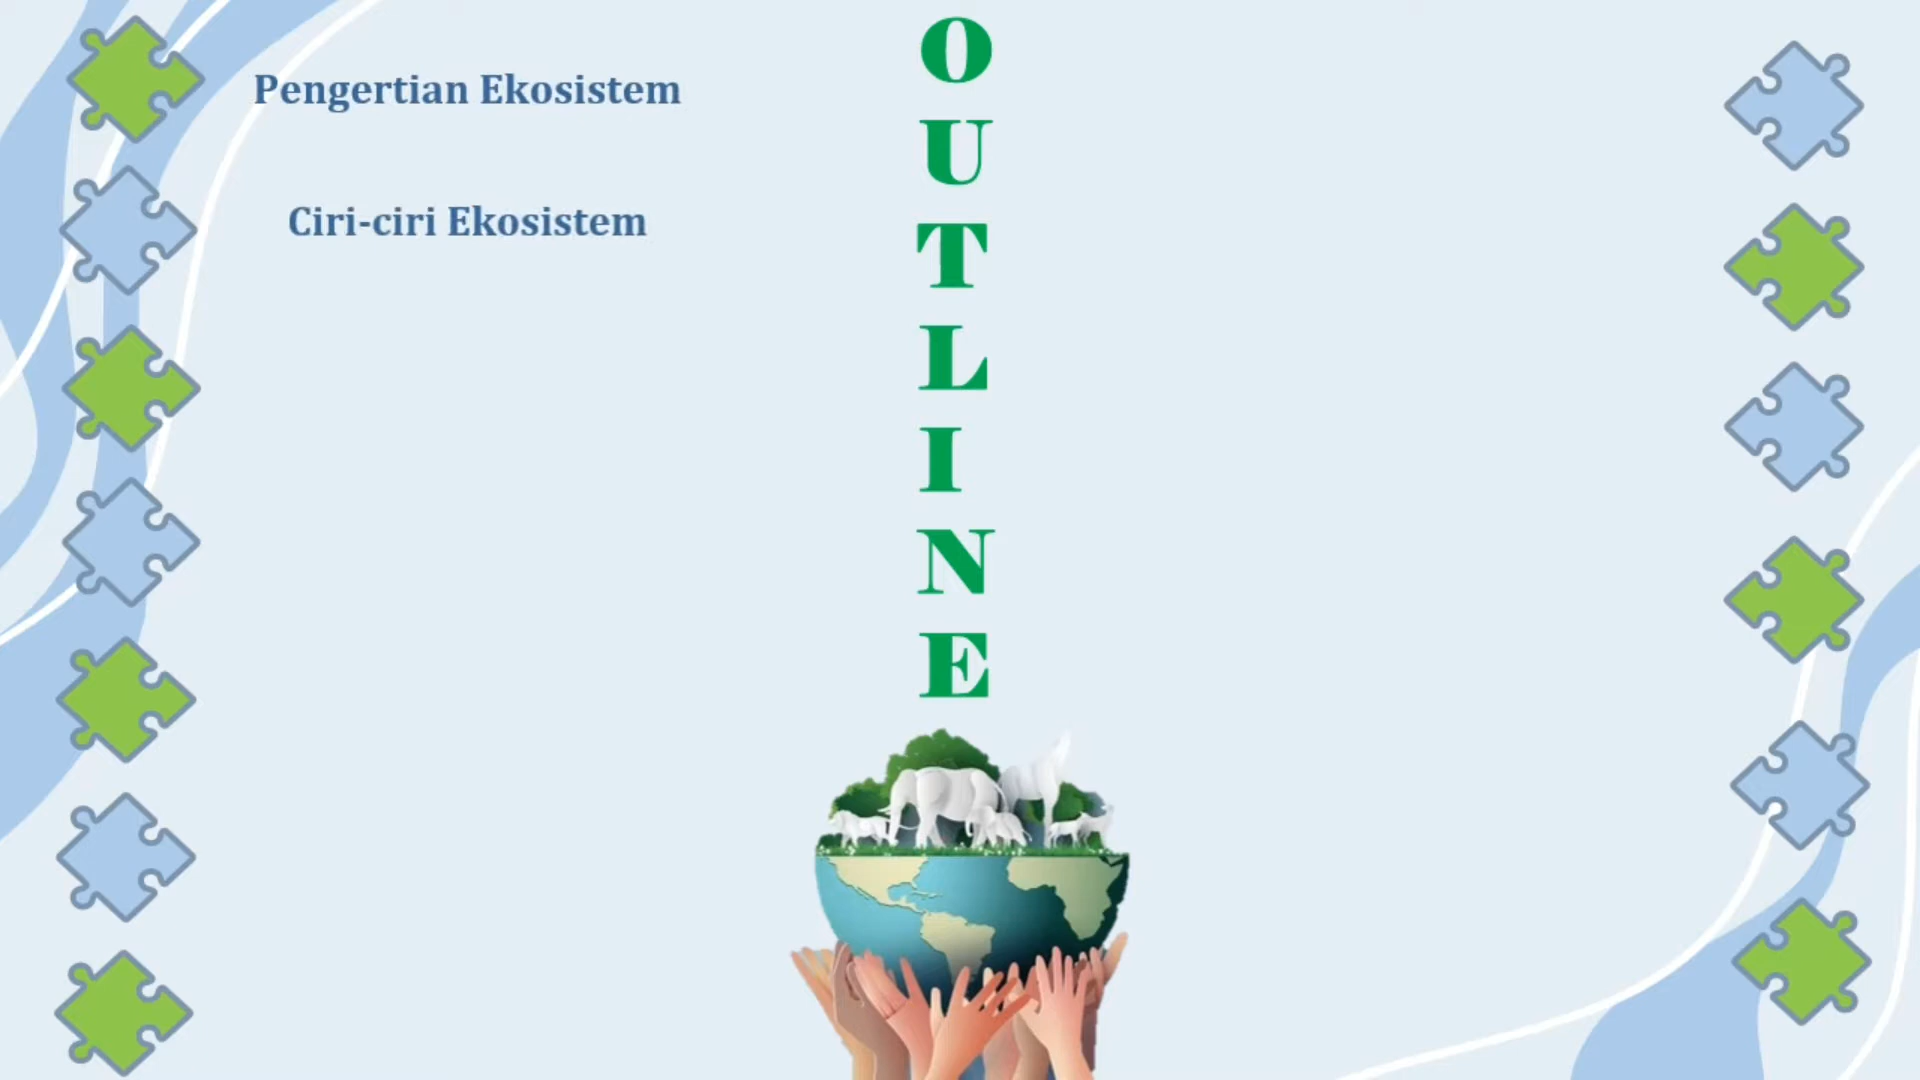 Pengertian Ekosistem
Ciri-ciri Ekosistem
O
U
T
L
I
N
E